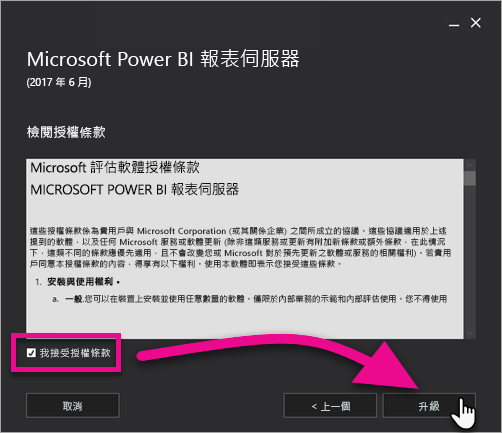 Microsoft Power BI 報表伺服器
(2017 年 6 月)
檢閱授權條款
Microsoft 評估軟體授權條款
MICROSOFT POWER BI 報表伺服器
這些授權條款係為貴用戶與 Microsoft Corporation (或其關係企業) 之間所成立的協議。這些協議適用於上述
提到的軟體，以及任何 Microsoft 服務或軟體更新 (除非這類服務或更新有附加新條款或額外條款，在此情況
下，這類不同的條款應優先適用，且不會改變您或 Microsoft 對於預先更新之軟體或服務的相關權利)。若貴用
戶同意本授權條款的內容，得享有以下權利。使用本軟體即表示您接受這些條款。
1. 安裝與使用權利。
a. 一般.您可以在裝置上安裝並使用任意數量的軟體，僅限於內部業務的示範和內部評估使用。您不得使用
我接受授權條款
取消
< 上一個
升級